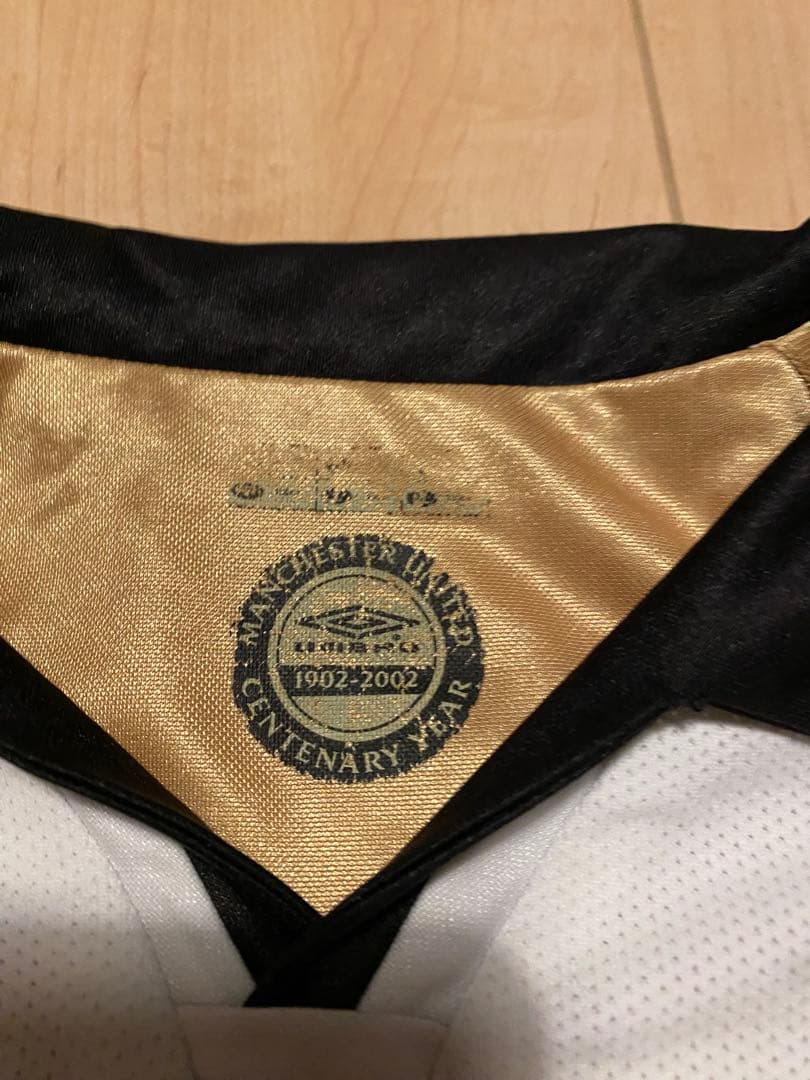 MANCHESTER UNITED
UMBRO
1902-2002
CENTENARY YEAR